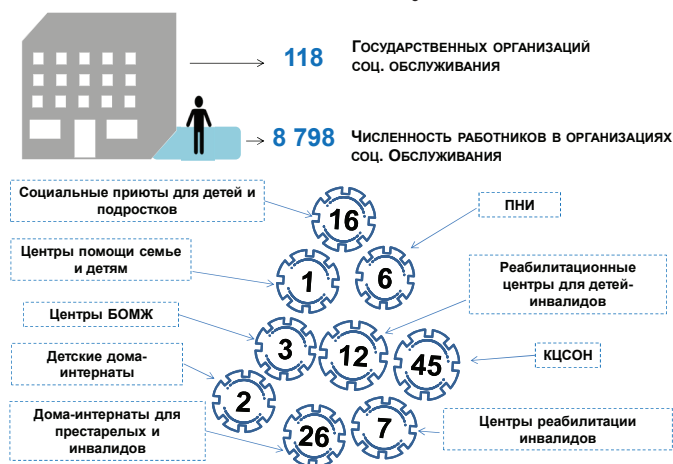 118
ГОСУДАРСТВЕННЫХ ОРГАНИЗАЦИЙ
СОЦ. ОБСЛУЖИВАНИЯ
8 798
ЧИСЛЕННОСТЬ РАБОТНИКОВ В ОРГАНИЗАЦИЯХ
СОЦ. ОБСЛУЖИВАНИЯ
Социальные приюты для детей и
подростков
16
ПНИ
Центры помощи семье
и детям
1
6
Реабилитационные
центры для детей-
инвалидов
Центры БОМЖ
3
12
45
КЦСОН
Детские дома-
интернаты
2
Дома-интернаты для
престарелых и
инвалидов
26
7
Центры реабилитации
инвалидов